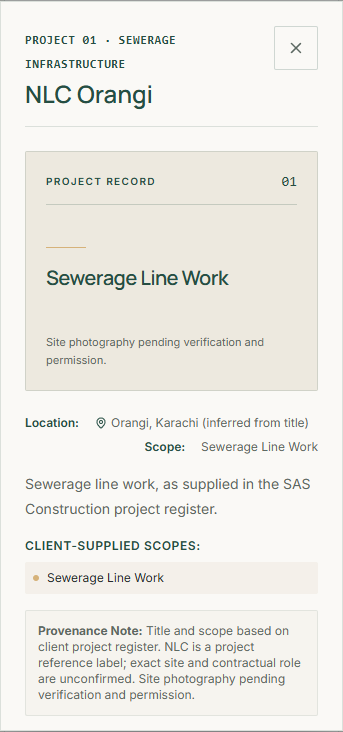 PROJECT 01 · SEWERAGE
INFRASTRUCTURE
NLC Orangi
PROJECT RECORD 01
Sewerage Line Work
Site photography pending verification and
permission.
Location: Orangi, Karachi (inferred from title)
Scope: Sewerage Line Work
Sewerage line work, as supplied in the SAS
Construction project register.
CLIENT-SUPPLIED SCOPES:
Sewerage Line Work
Provenance Note: Title and scope based on
client project register. NLC is a project
reference label; exact site and contractual role
are unconfirmed. Site photography pending
verification and permission.